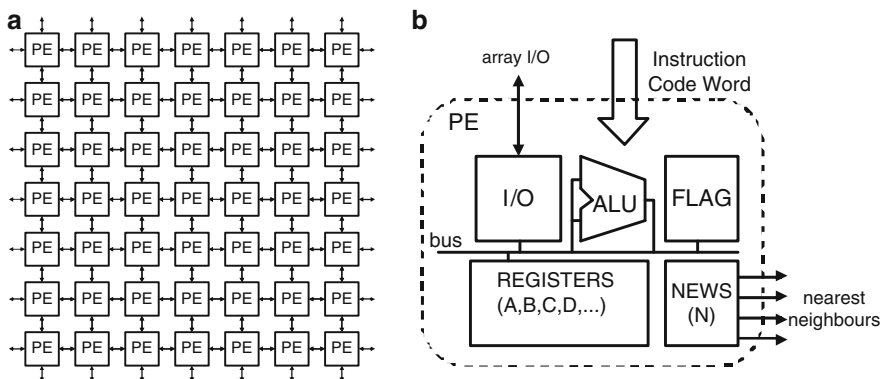 a
PE PE PE PE PE PE PE
PE PE PE PE PE PE PE
PE PE PE PE PE PE PE
PE PE PE PE PE PE PE
PE PE PE PE PE PE PE
PE PE PE PE PE PE PE
PE PE PE PE PE PE PE
b
array I/O
Instruction
Code Word
PE
I/O
ALU
FLAG
bus
REGISTERS
(A,B,C,D,...)
NEWS
(N)
nearest
neighbours